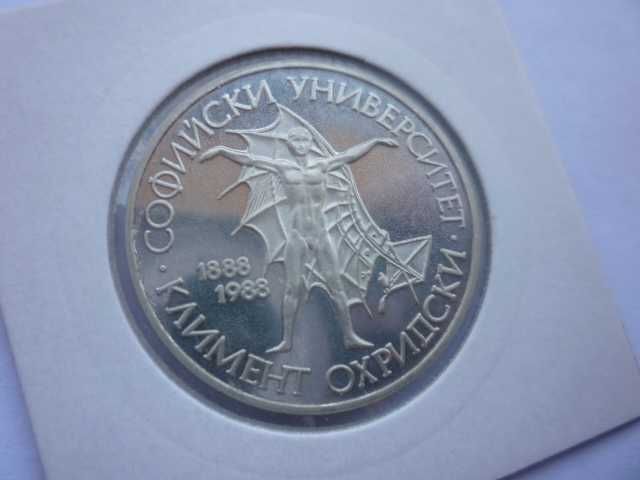 СОФИЙСКИ УНИВЕРСИТЕТ
КЛИМЕНТ ОХРИДСКИ
1888
1988